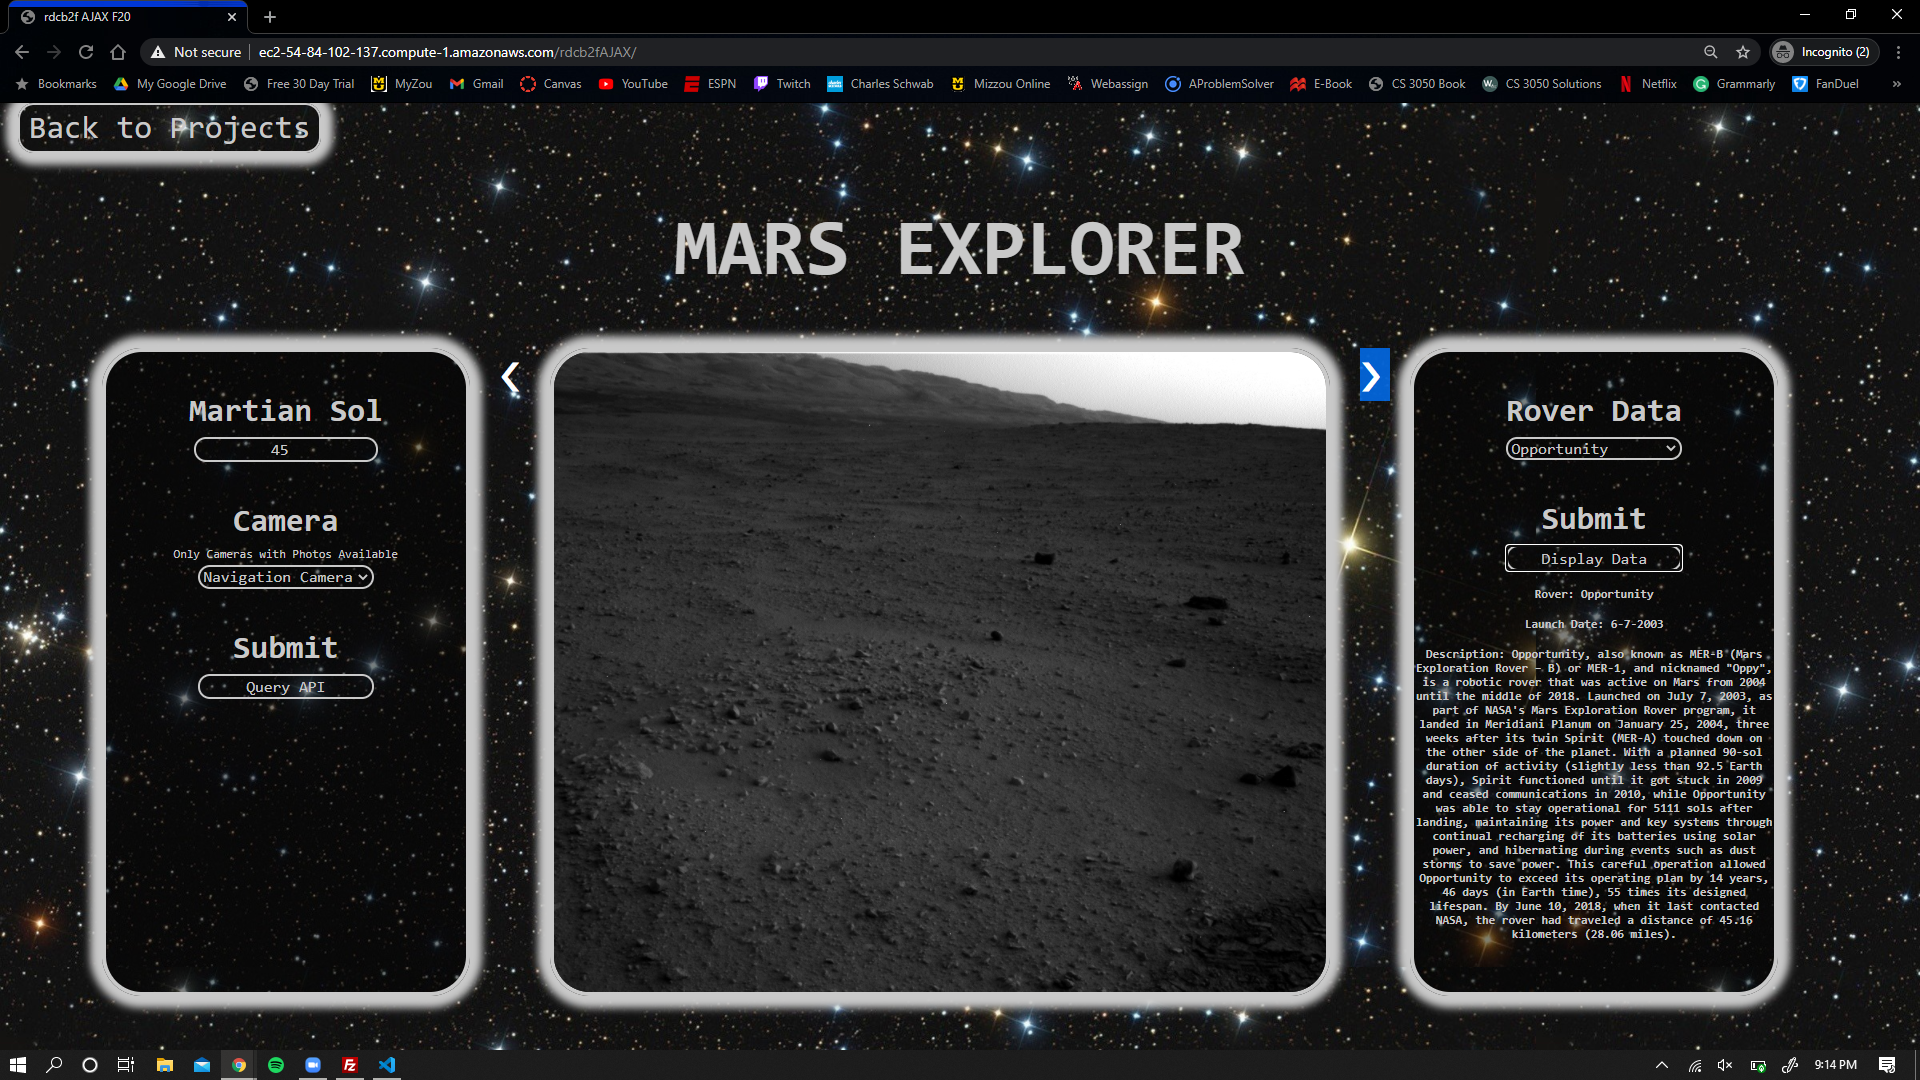 rdcb2f AJAX F20
Not secure
ec2-54-84-102-137.compute-1.amazonaws.com/rdcb2fAJAX/
Incognito (2)
Bookmarks
My Google Drive
Free 30 Day Trial
MyZou
Gmail
Canvas
YouTube
ESPN
Twitch
Charles Schwab
Mizzou Online
Webassign
AProblemSolver
E-Book
CS 3050 Book
CS 3050 Solutions
Netflix
Grammarly
FanDuel
Back to Projects
MARS EXPLORER
Martian Sol
45
Camera
Only Cameras with Photos Available
Navigation Camera
Submit
Query API
Rover Data
Opportunity
Submit
Display Data
Rover: Opportunity
Launch Date: 6-7-2003
Description: Opportunity, also known as MER-B (Mars
Exploration Rover – B) or MER-1, and nicknamed "Oppy",
is a robotic rover that was active on Mars from 2004
until the middle of 2018. Launched on July 7, 2003, as
part of NASA's Mars Exploration Rover program, it
landed in Meridiani Planum on January 25, 2004, three
weeks after its twin Spirit (MER-A) touched down on
the other side of the planet. With a planned 90-sol
duration of activity (slightly less than 92.5 Earth
days), Spirit functioned until it got stuck in 2009
and ceased communications in 2010, while Opportunity
was able to stay operational for 5111 sols after
landing, maintaining its power and key systems through
continual recharging of its batteries using solar
power, and hibernating during events such as dust
storms to save power. This careful operation allowed
Opportunity to exceed its operating plan by 14 years,
46 days (in Earth time), 55 times its designed
lifespan. By June 10, 2018, when it last contacted
NASA, the rover had traveled a distance of 45.16
kilometers (28.06 miles).
9:14 PM